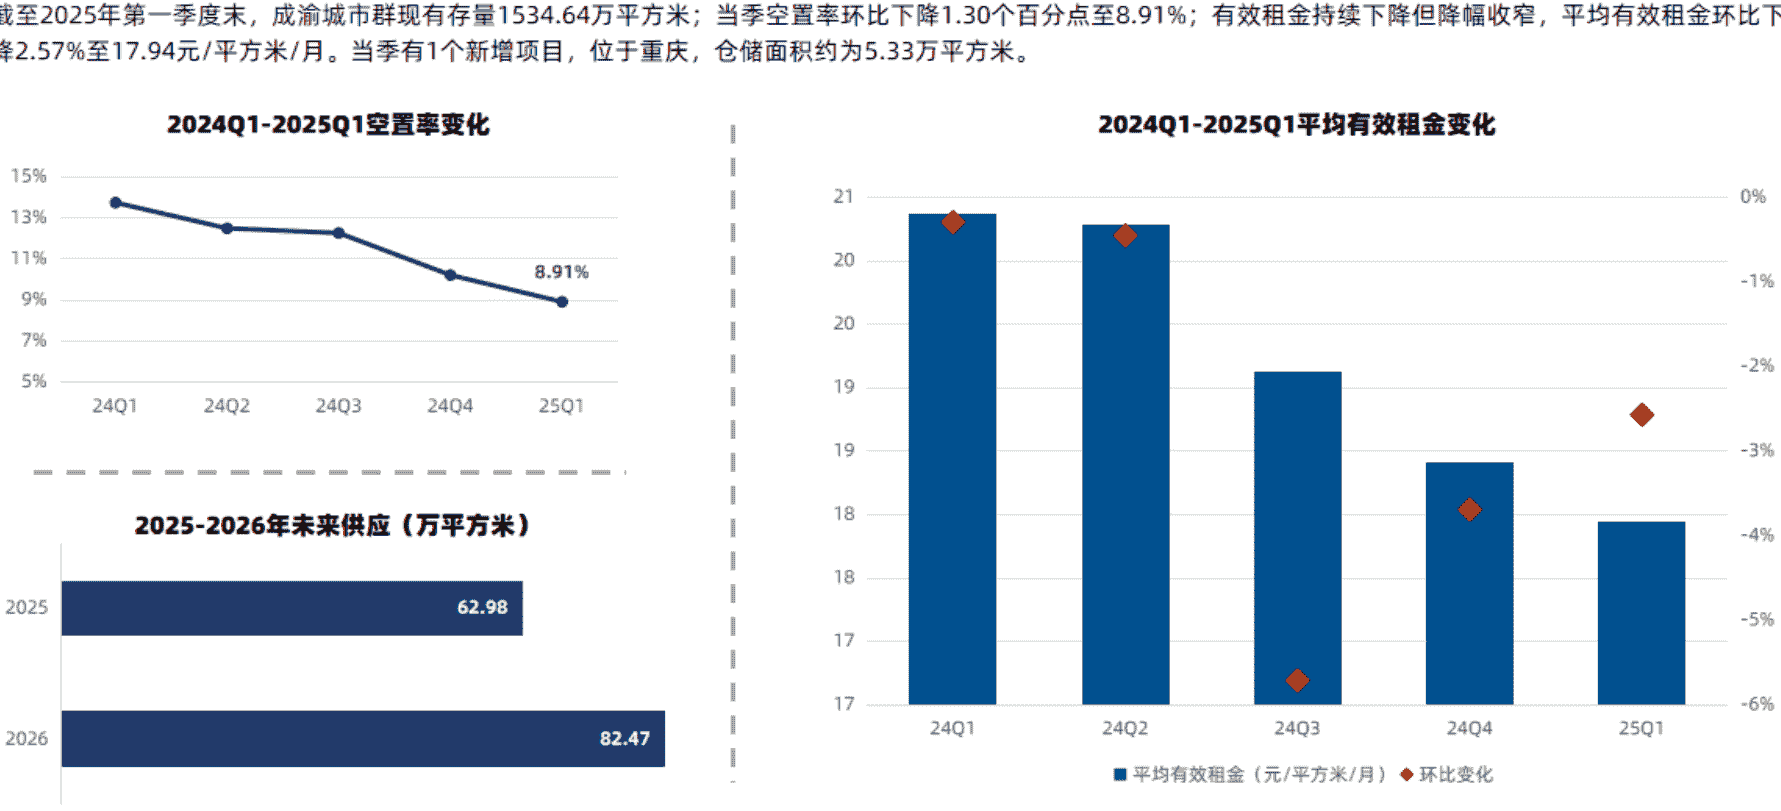 截至2025年第一季度末，成渝城市群现有存量1534.64万平方米；当季空置率环比下降1.30个百分点至8.91%；有效租金持续下降但降幅收窄，平均有效租金环比下
降2.57%至17.94元/平方米/月。当季有1个新增项目，位于重庆，仓储面积约为5.33万平方米。
2024Q1-2025Q1空置率变化
15%
13%
11%
9%
7%
5%
8.91%
24Q1 24Q2 24Q3 24Q4 25Q1
2025-2026年未来供应（万平方米）
2025 62.98
2026 82.47
2024Q1-2025Q1平均有效租金变化
21 0%
20
-1%
20
-2%
19
19 -3%
18
-4%
18
-5%
17
17 -6%
24Q1 24Q2 24Q3 24Q4 25Q1
平均有效租金（元/平方米/月） 环比变化